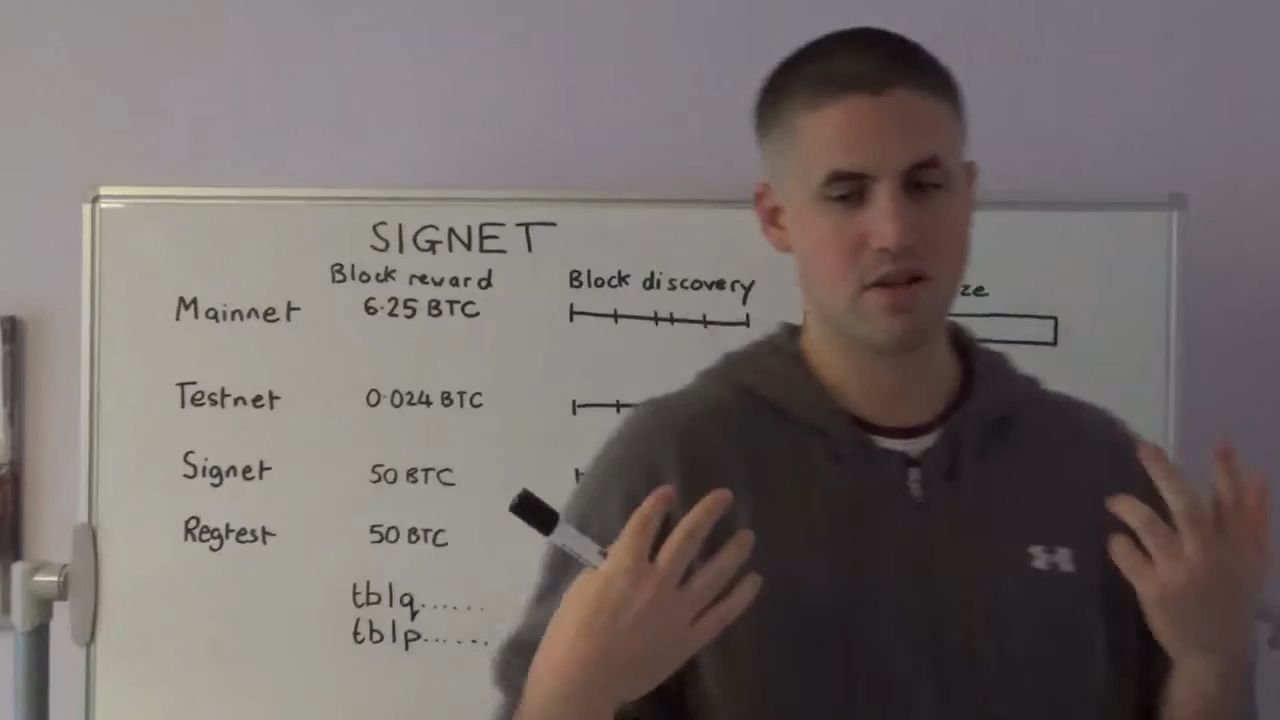 SIGNET
Block reward Block discovery ze
Mainnet 6.25 BTC
Testnet 0.024 BTC
Signet 50 BTC
Regtest 50 BTC
tb1q......
tb1p......